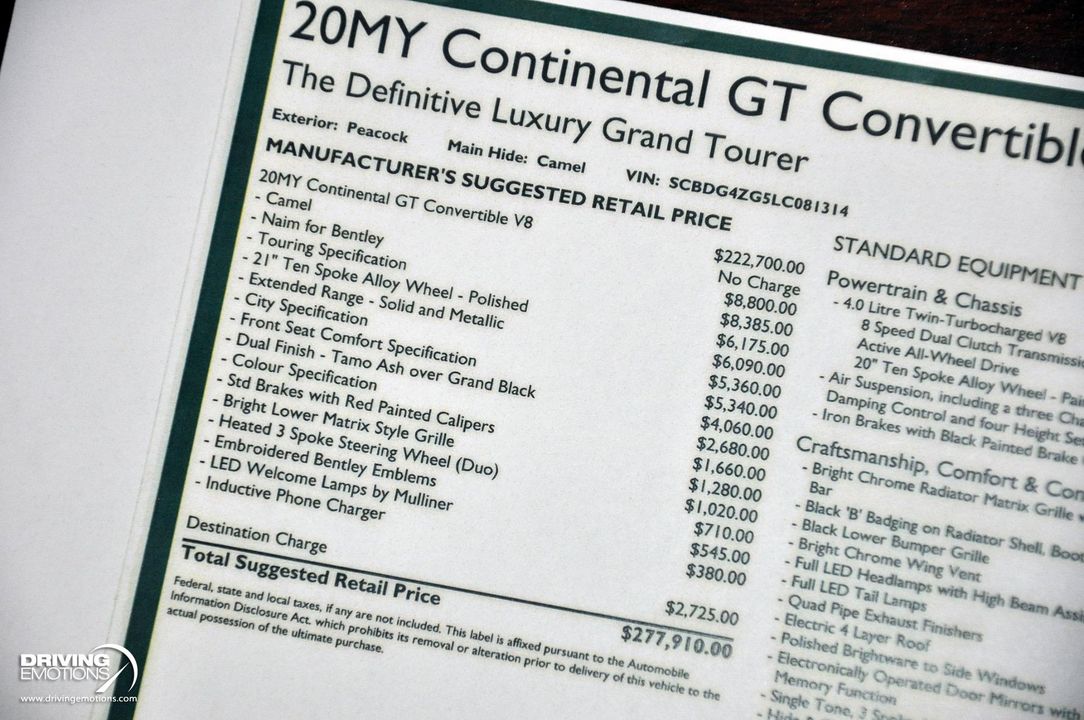 20MY Continental GT Convertible
The Definitive Luxury Grand Tourer
Exterior: Peacock Main Hide: Camel VIN: SCBDG4ZG5LC081314
MANUFACTURER'S SUGGESTED RETAIL PRICE
20MY Continental GT Convertible V8 $222,700.00
- Camel No Charge
- Naim for Bentley $8,800.00
- Touring Specification $8,385.00
- 21" Ten Spoke Alloy Wheel - Polished $6,175.00
- Extended Range - Solid and Metallic $6,090.00
- City Specification $5,360.00
- Front Seat Comfort Specification $5,340.00
- Dual Finish - Tamo Ash over Grand Black $4,060.00
- Colour Specification $2,680.00
- Std Brakes with Red Painted Calipers $1,660.00
- Bright Lower Matrix Style Grille $1,280.00
- Heated 3 Spoke Steering Wheel (Duo) $1,020.00
- Embroidered Bentley Emblems $710.00
- LED Welcome Lamps by Mulliner $545.00
- Inductive Phone Charger $380.00
Destination Charge $2,725.00
Total Suggested Retail Price $277,910.00
Federal, state and local taxes, if any are not included. This label is affixed pursuant to the Automobile
Information Disclosure Act, which prohibits its removal or alteration prior to delivery of this vehicle to the
actual possession of the ultimate purchase.
STANDARD EQUIPMENT
Powertrain & Chassis
- 4.0 Litre Twin-Turbocharged V8
8 Speed Dual Clutch Transmissi
Active All-Wheel Drive
20" Ten Spoke Alloy Wheel - Pai
- Air Suspension, including a three Cha
Damping Control and four Height Se
- Iron Brakes with Black Painted Brake
Craftsmanship, Comfort & Con
- Bright Chrome Radiator Matrix Grille
Bar
- Black 'B' Badging on Radiator Shell, Boot
- Black Lower Bumper Grille
- Bright Chrome Wing Vent
- Full LED Headlamps with High Beam Assi
- Full LED Tail Lamps
- Quad Pipe Exhaust Finishers
- Electric 4 Layer Roof
- Polished Brightware to Side Windows
- Electronically Operated Door Mirrors with
Memory Function
- Single Tone, 3 Spo
DRIVING
EMOTIONS
www.drivingemotions.com